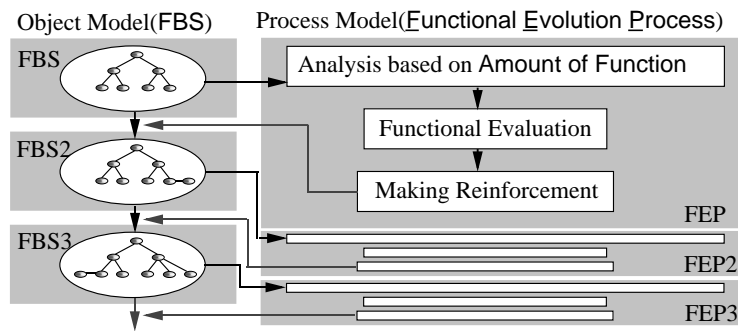 Object Model(FBS)
Process Model(Functional Evolution Process)
FBS
Analysis based on Amount of Function
Functional Evaluation
FBS2
Making Reinforcement
FEP
FBS3
FEP2
FEP3